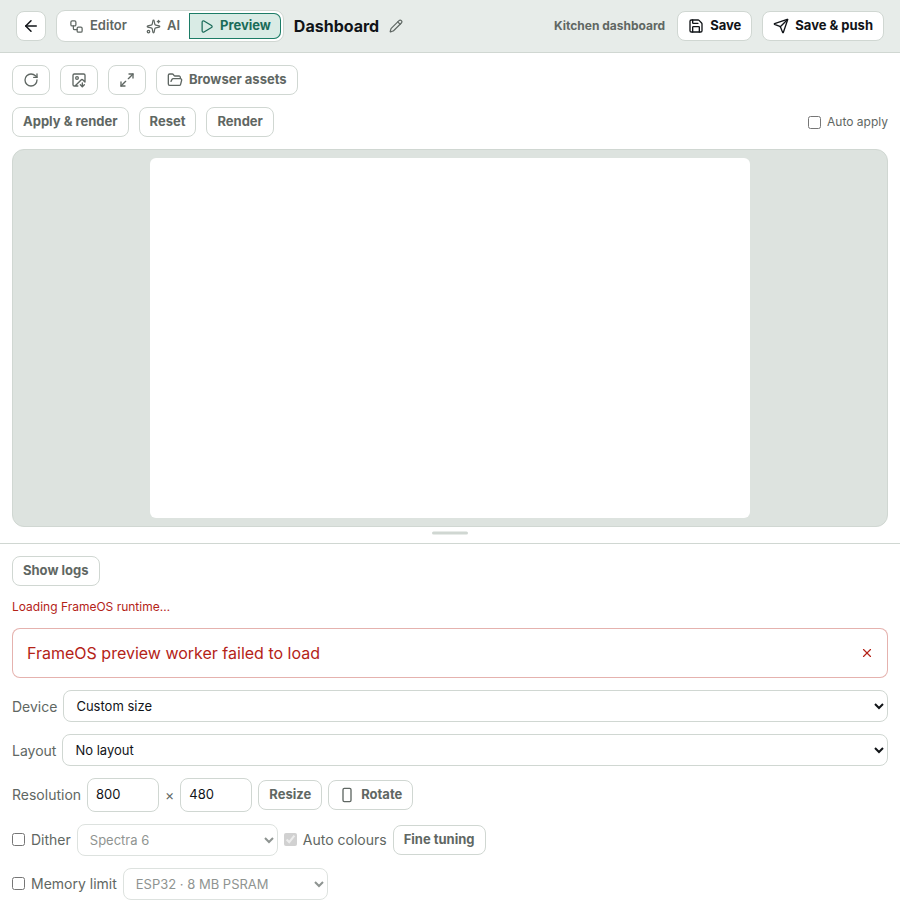 Editor AI Preview Dashboard Kitchen dashboard Save Save & push
Browser assets
Apply & render Reset Render Auto apply
Show logs
Loading FrameOS runtime...
FrameOS preview worker failed to load
Device Custom size
Layout No layout
Resolution 800 × 480 Resize Rotate
Dither Spectra 6 Auto colours Fine tuning
Memory limit ESP32 · 8 MB PSRAM